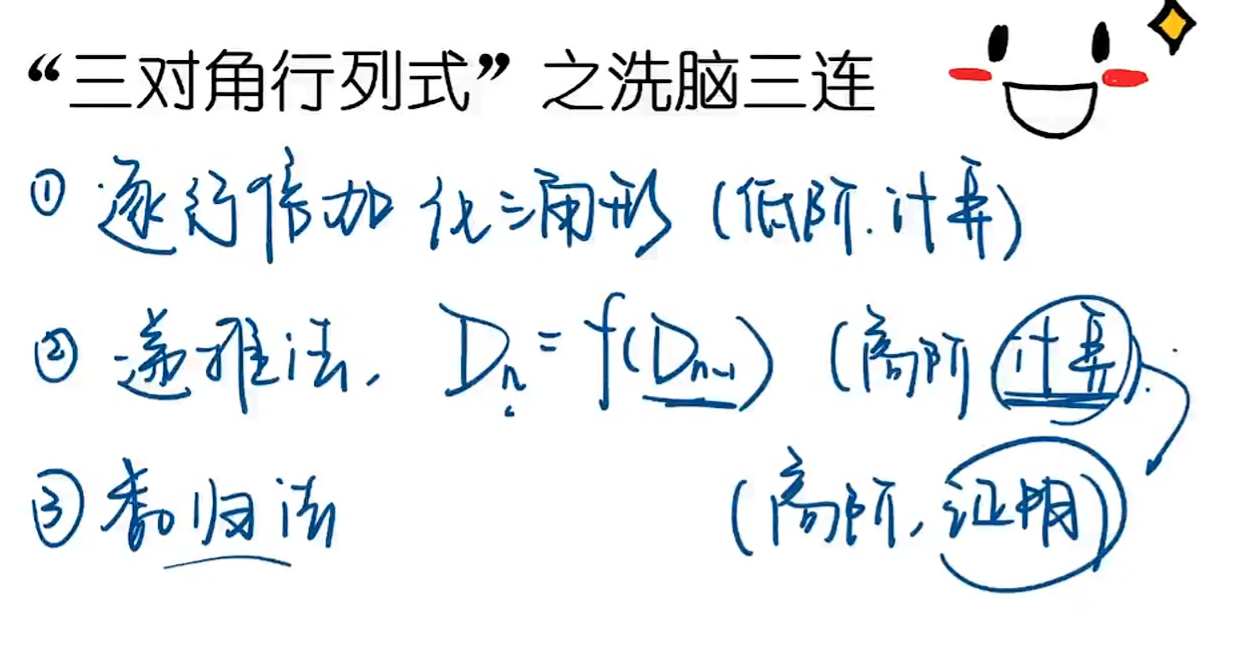 “三对角行列式”之洗脑三连
① 逐行倍加 化三角形 (低阶.计算)
② 递推法. Dn = f(Dn-1) (高阶 计算).
③ 数归法 (高阶, 证明)